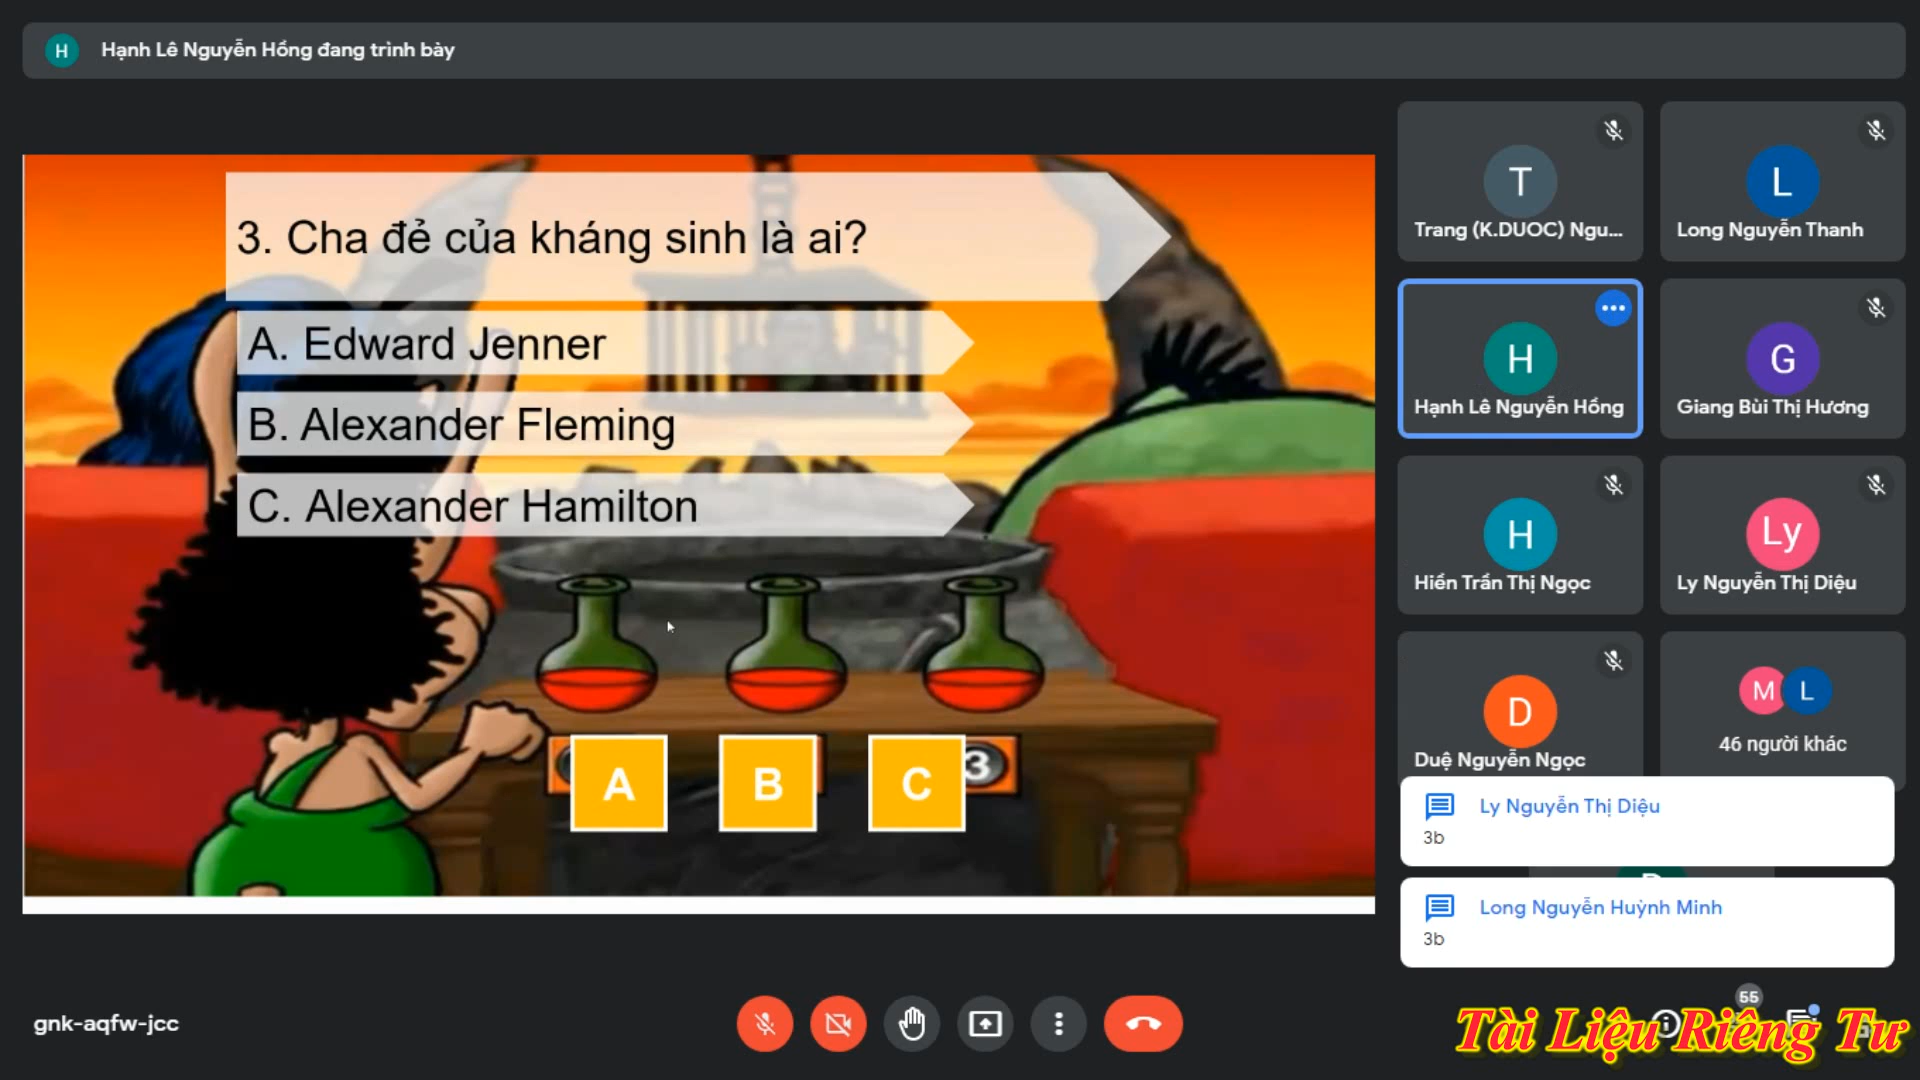 H
Hạnh Lê Nguyễn Hồng đang trình bày
3. Cha đẻ của kháng sinh là ai?
A. Edward Jenner
B. Alexander Fleming
C. Alexander Hamilton
A
B
C
3
T
Trang (K.DUOC) Ngu...
L
Long Nguyễn Thanh
H
Hạnh Lê Nguyễn Hồng
G
Giang Bùi Thị Hương
H
Hiền Trần Thị Ngọc
Ly
Ly Nguyễn Thị Diệu
D
Duệ Nguyễn Ngọc
M L
46 người khác
Ly Nguyễn Thị Diệu
3b
Long Nguyễn Huỳnh Minh
3b
gnk-aqfw-jcc
55
Tài Liệu Riêng Tư